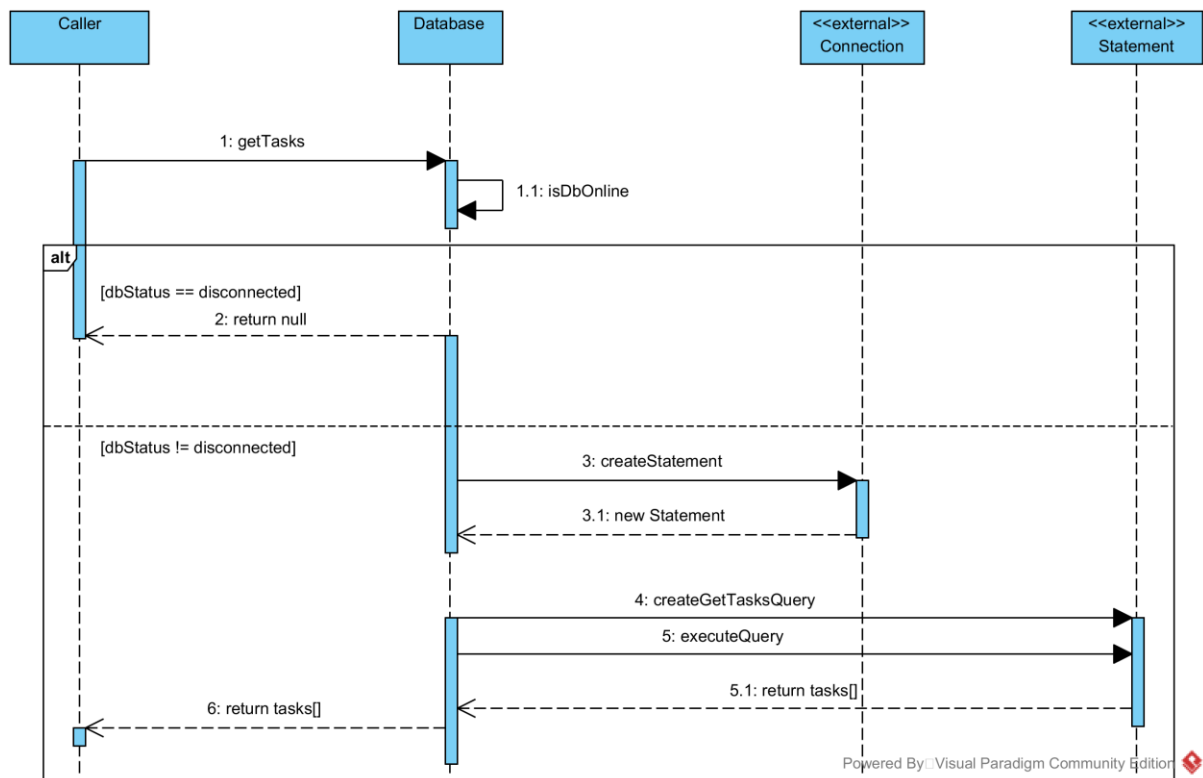 Caller
Database
<<external>>
Connection
<<external>>
Statement
1: getTasks
1.1: isDbOnline
alt
[dbStatus == disconnected]
2: return null
[dbStatus != disconnected]
3: createStatement
3.1: new Statement
4: createGetTasksQuery
5: executeQuery
5.1: return tasks[]
6: return tasks[]
Powered By Visual Paradigm Community Edition